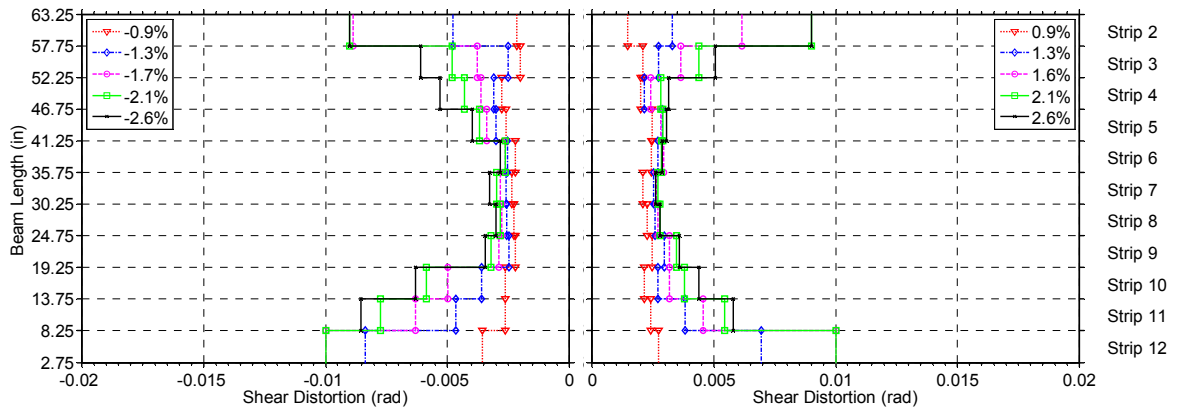 63.25
57.75
52.25
46.75
41.25
35.75
30.25
24.75
19.25
13.75
8.25
2.75
Beam Length (in)
-0.9%
-1.3%
-1.7%
-2.1%
-2.6%
-0.02
-0.015
-0.01
-0.005
0
Shear Distortion (rad)
0.9%
1.3%
1.6%
2.1%
2.6%
0
0.005
0.01
0.015
0.02
Shear Distortion (rad)
Strip 2
Strip 3
Strip 4
Strip 5
Strip 6
Strip 7
Strip 8
Strip 9
Strip 10
Strip 11
Strip 12